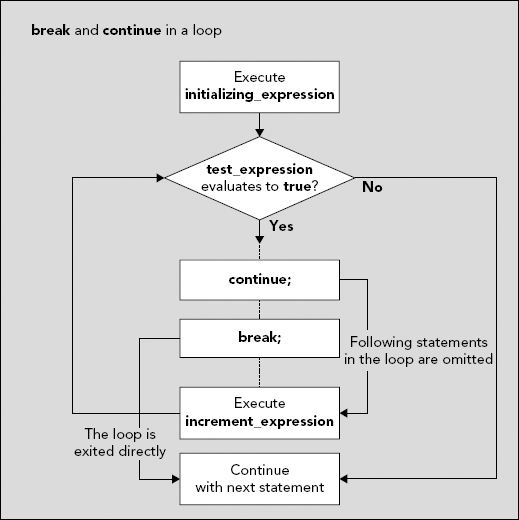 break and continue in a loop
Execute
initializing_expression
test_expression
evaluates to true?
No
Yes
continue;
break;
Following statements
in the loop are omitted
Execute
increment_expression
The loop is
exited directly
Continue
with next statement